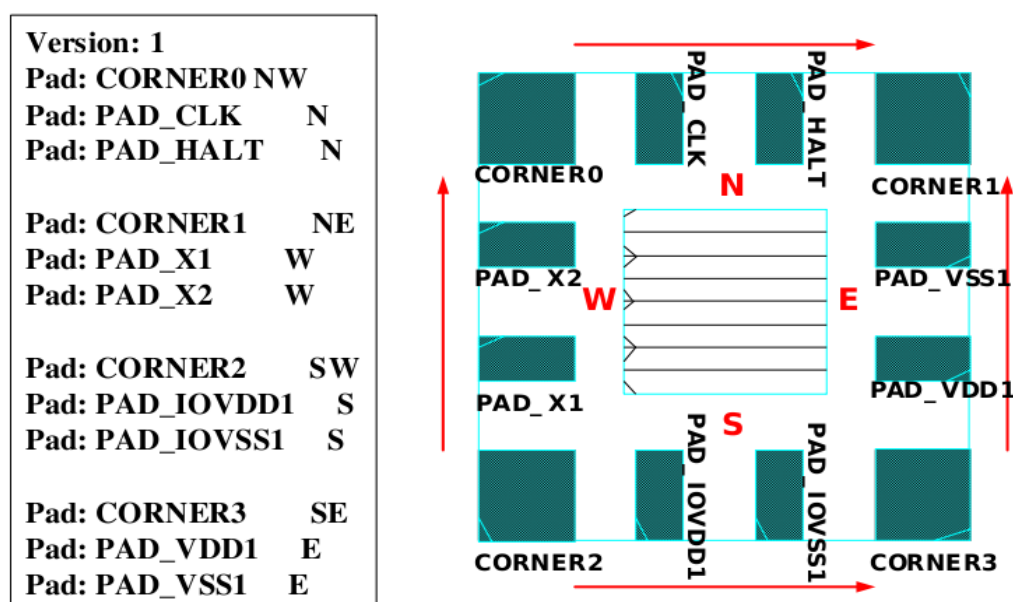 Version: 1
Pad: CORNER0 NW
Pad: PAD_CLK N
Pad: PAD_HALT N
Pad: CORNER1 NE
Pad: PAD_X1 W
Pad: PAD_X2 W
Pad: CORNER2 SW
Pad: PAD_IOVDD1 S
Pad: PAD_IOVSS1 S
Pad: CORNER3 SE
Pad: PAD_VDD1 E
Pad: PAD_VSS1 E
PAD_CLK
PAD_HALT
CORNER0
N
CORNER1
PAD_X2
W
E
PAD_VSS1
PAD_X1
PAD_VDD1
S
PAD_IOVDD1
PAD_IOVSS1
CORNER2
CORNER3